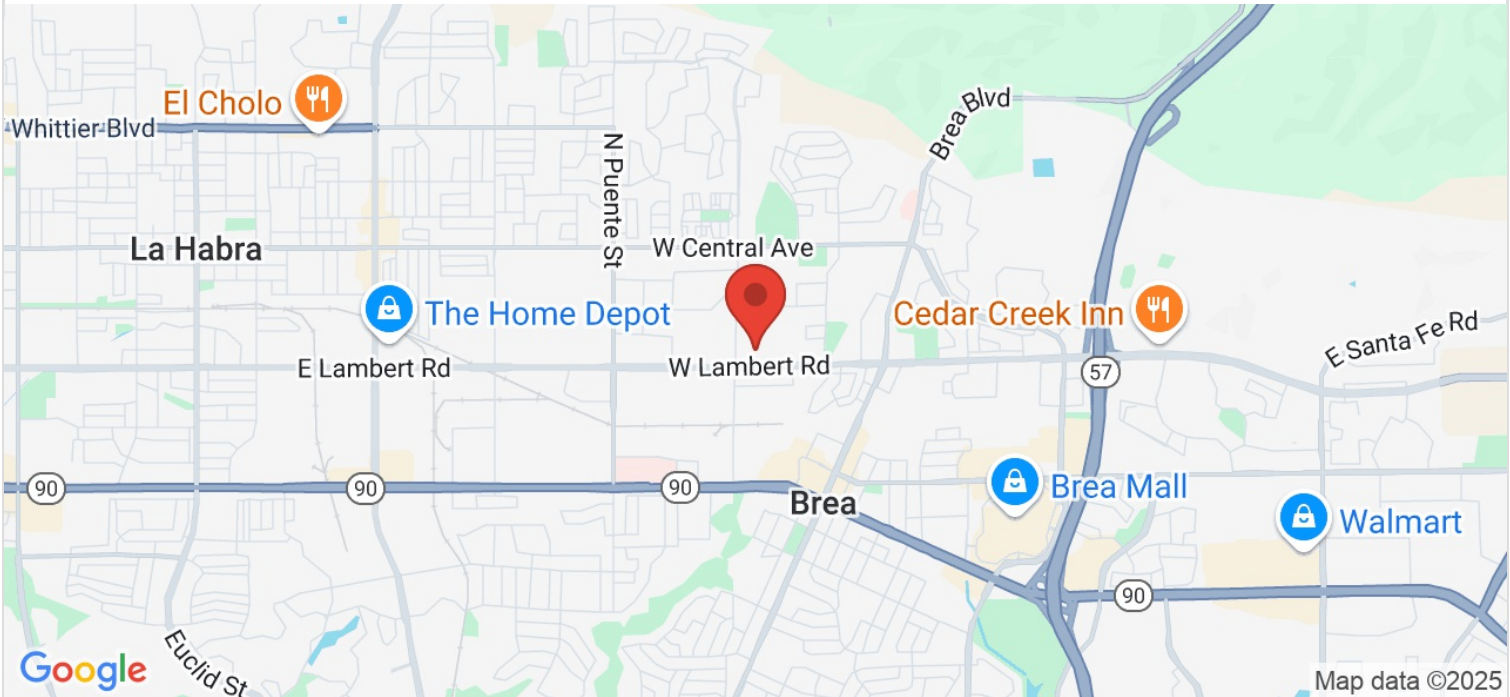 El Cholo
Whittier Blvd
Brea Blvd
N Puente St
La Habra
W Central Ave
The Home Depot
Cedar Creek Inn
E Santa Fe Rd
E Lambert Rd
W Lambert Rd
57
90
90
90
Brea
Brea Mall
Walmart
90
Euclid St
Google
Map data ©2025